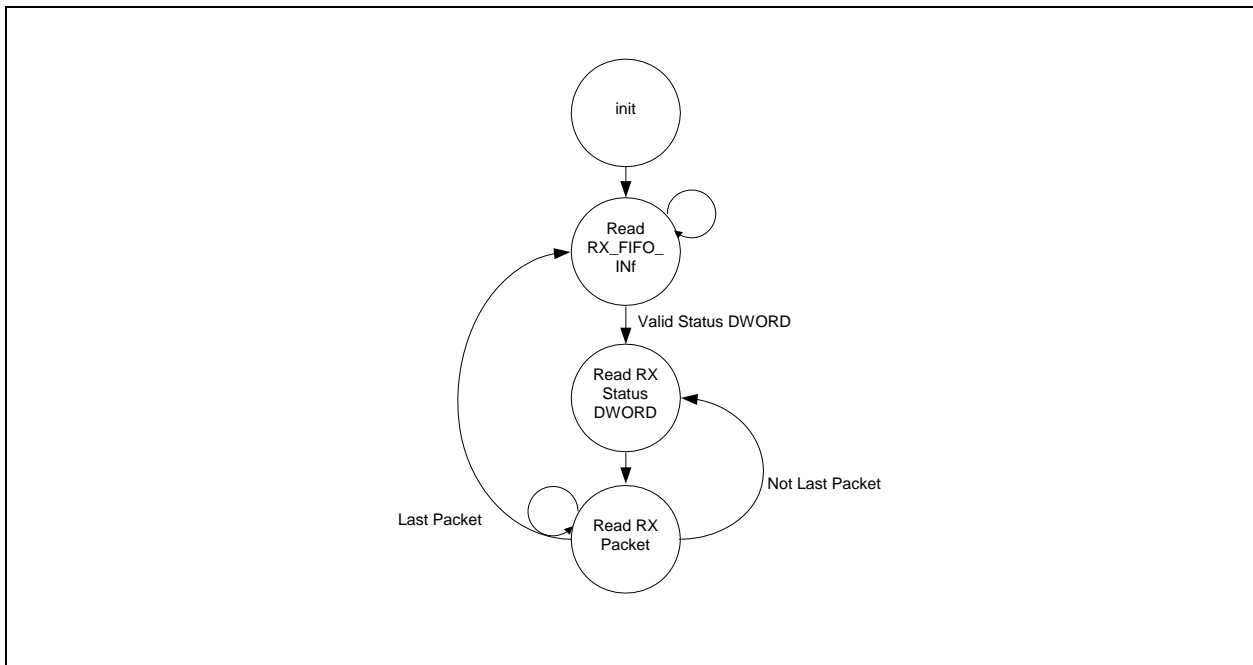 init
Read
RX_FIFO_
INf
Valid Status DWORD
Read RX
Status
DWORD
Not Last Packet
Last Packet
Read RX
Packet